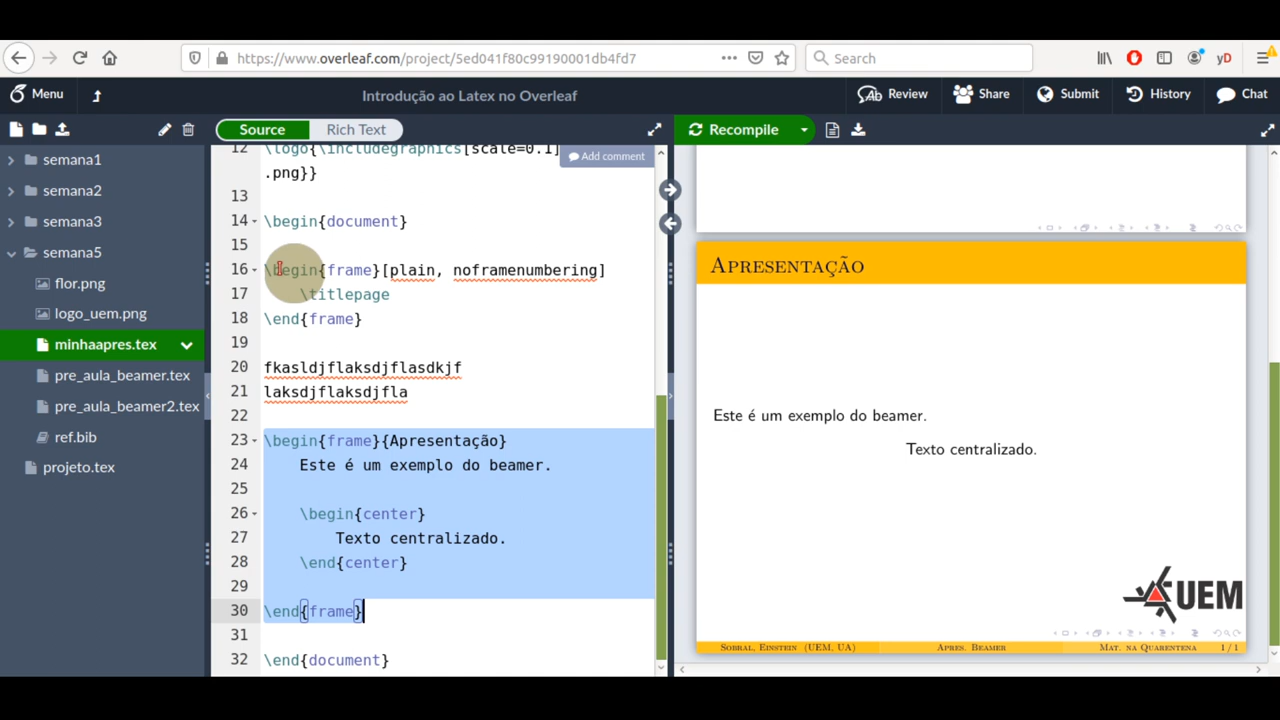 https://www.overleaf.com/project/5ed041f80c99190001db4fd7
Search
yD
Menu
Introdução ao Latex no Overleaf
Review
Share
Submit
History
Chat
Source
Rich Text
Recompile
semana1
semana2
semana3
semana5
flor.png
logo_uem.png
minhaapres.tex
pre_aula_beamer.tex
pre_aula_beamer2.tex
ref.bib
projeto.tex
Add comment
12 \logo{\includegraphics[scale=0.1]
.png}}
13
14 \begin{document}
15
16 \begin{frame}[plain, noframenumbering]
17 \titlepage
18 \end{frame}
19
20 fkasldjflaksdjflasdkjf
21 laksdjflaksdjfla
22
23 \begin{frame}{Apresentação}
24 Este é um exemplo do beamer.
25
26 \begin{center}
27 Texto centralizado.
28 \end{center}
29
30 \end{frame}
31
32 \end{document}
Apresentação
Este é um exemplo do beamer.
Texto centralizado.
UEM
Sobral, Einstein (UEM, UA)
Apres. Beamer
Mat. na Quarentena
1 / 1